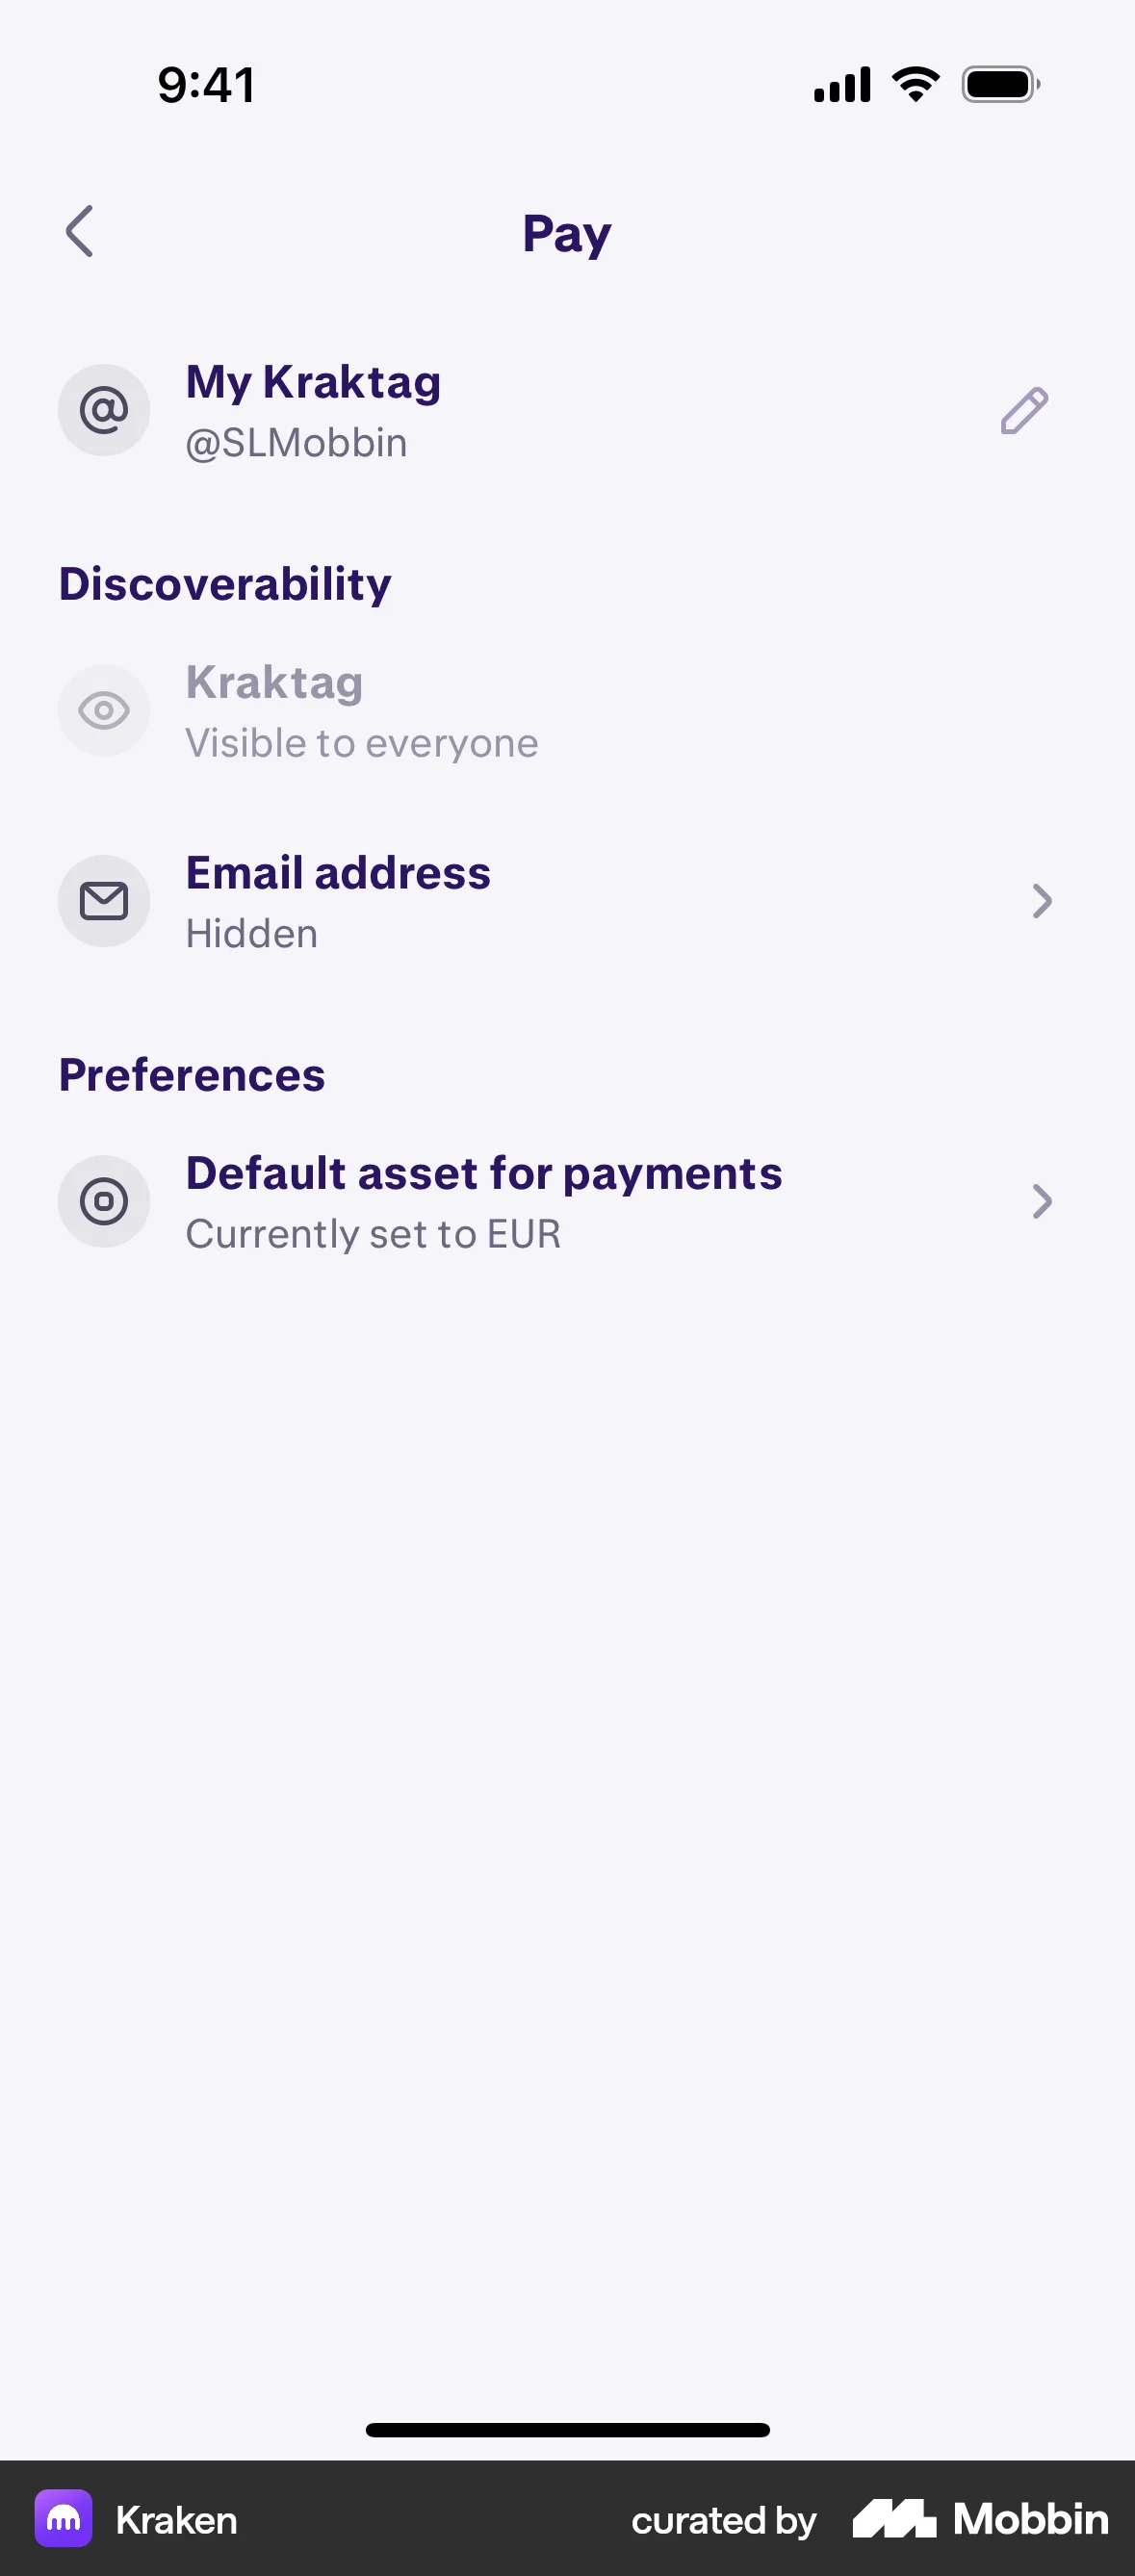 9:41
Pay
My Kraktag
@SLMobbin
Discoverability
Kraktag
Visible to everyone
Email address
Hidden
Preferences
Default asset for payments
Currently set to EUR
Kraken
curated by Mobbin